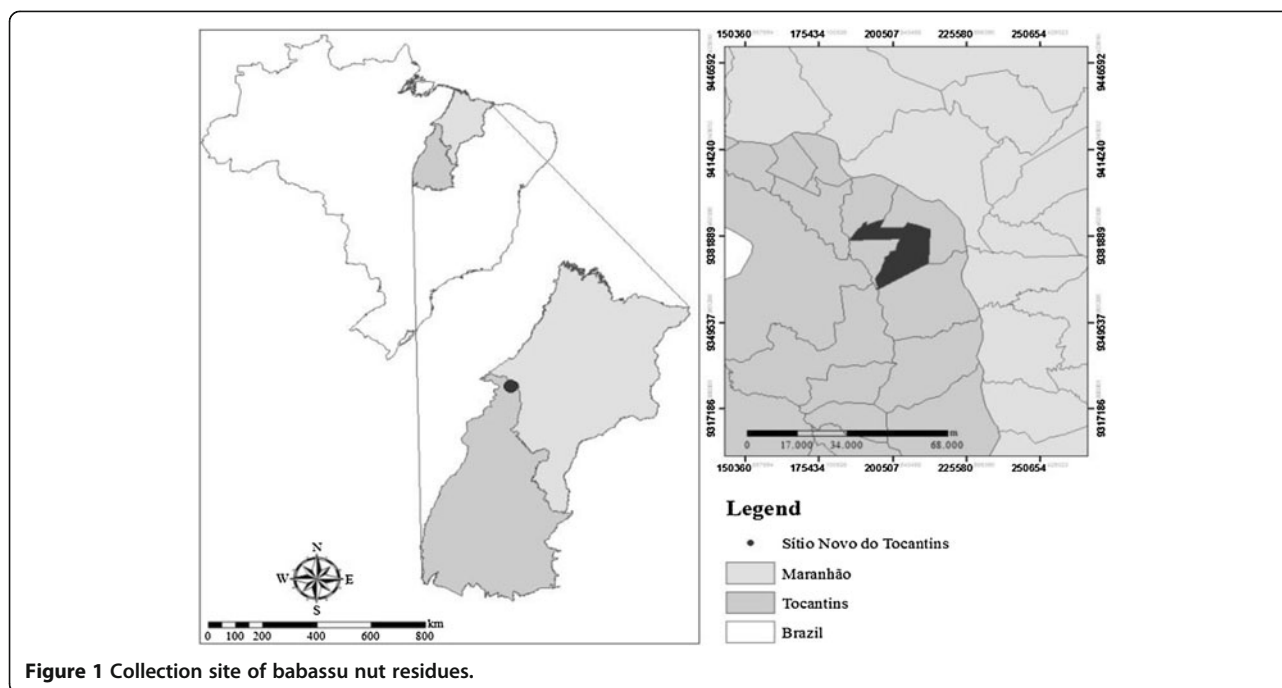 150360 175434 200507 225580 250654
9446592
9414240
9381889
9349537
9317186
9446592
9414240
9381889
9349537
9317186
m
0 17.000 34.000 68.000
150360 175434 200507 225580 250654
N
W E
S
km
0 100 200 400 600 800
Legend
Sítio Novo do Tocantins
Maranhão
Tocantins
Brazil
Figure 1 Collection site of babassu nut residues.